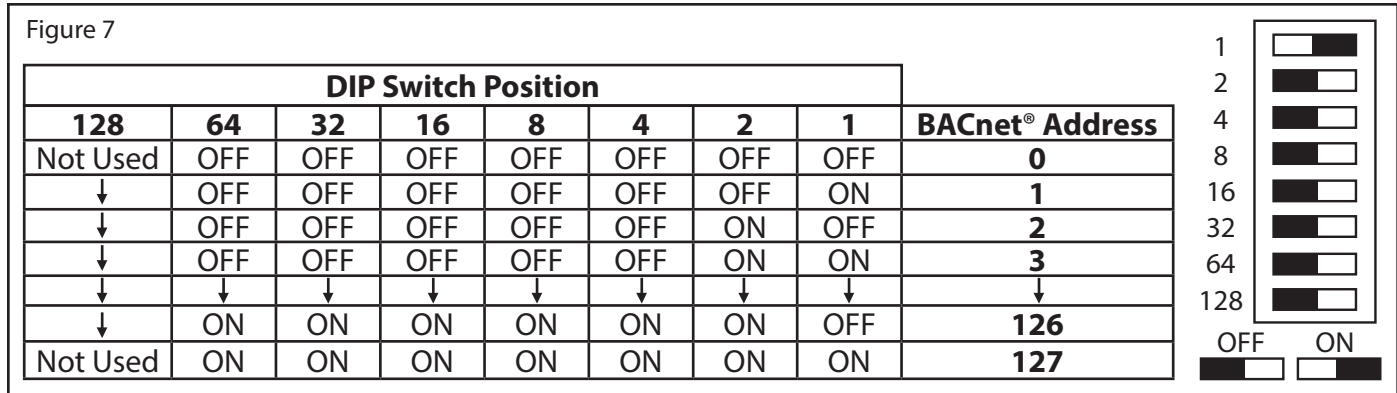 Figure 7
DIP Switch Position
128 64 32 16 8 4 2 1 BACnet® Address
Not Used OFF OFF OFF OFF OFF OFF OFF 0
↓ OFF OFF OFF OFF OFF OFF ON 1
↓ OFF OFF OFF OFF OFF ON OFF 2
↓ OFF OFF OFF OFF OFF ON ON 3
↓ ↓ ↓ ↓ ↓ ↓ ↓ ↓ ↓
↓ ON ON ON ON ON ON OFF 126
Not Used ON ON ON ON ON ON ON 127
1
2
4
8
16
32
64
128
OFF ON